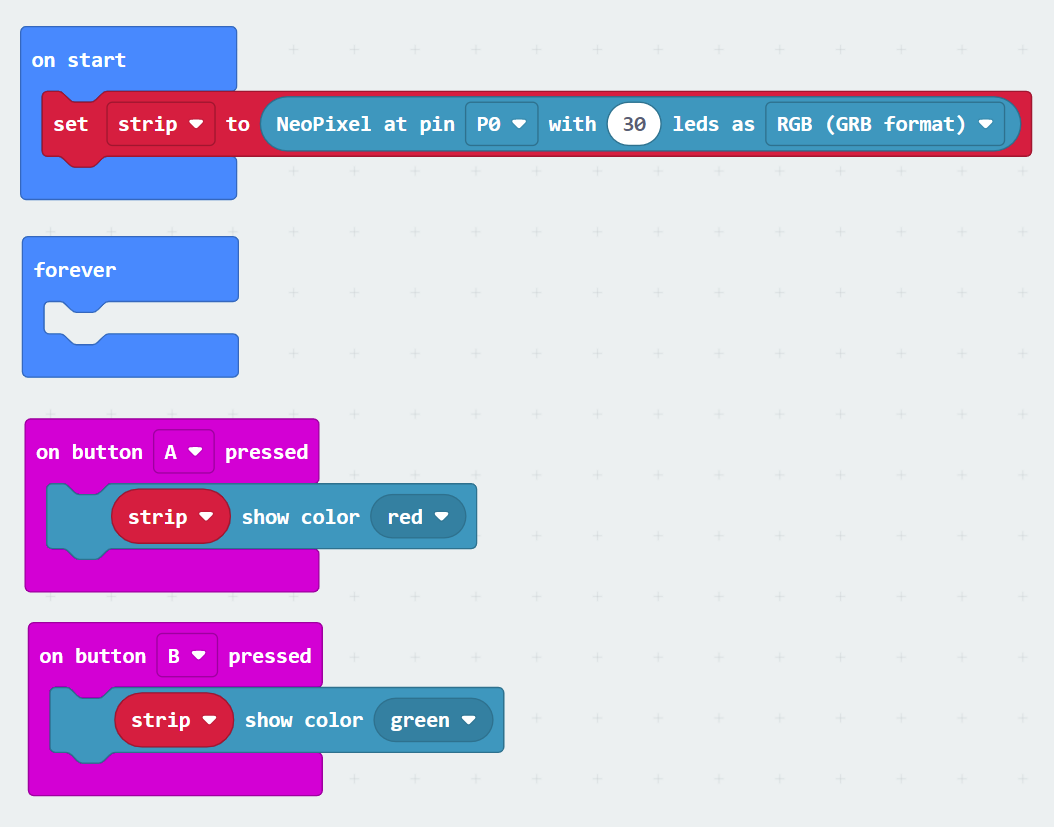 on start
set strip to NeoPixel at pin P0 with 30 leds as RGB (GRB format)
forever
on button A pressed
strip show color red
on button B pressed
strip show color green